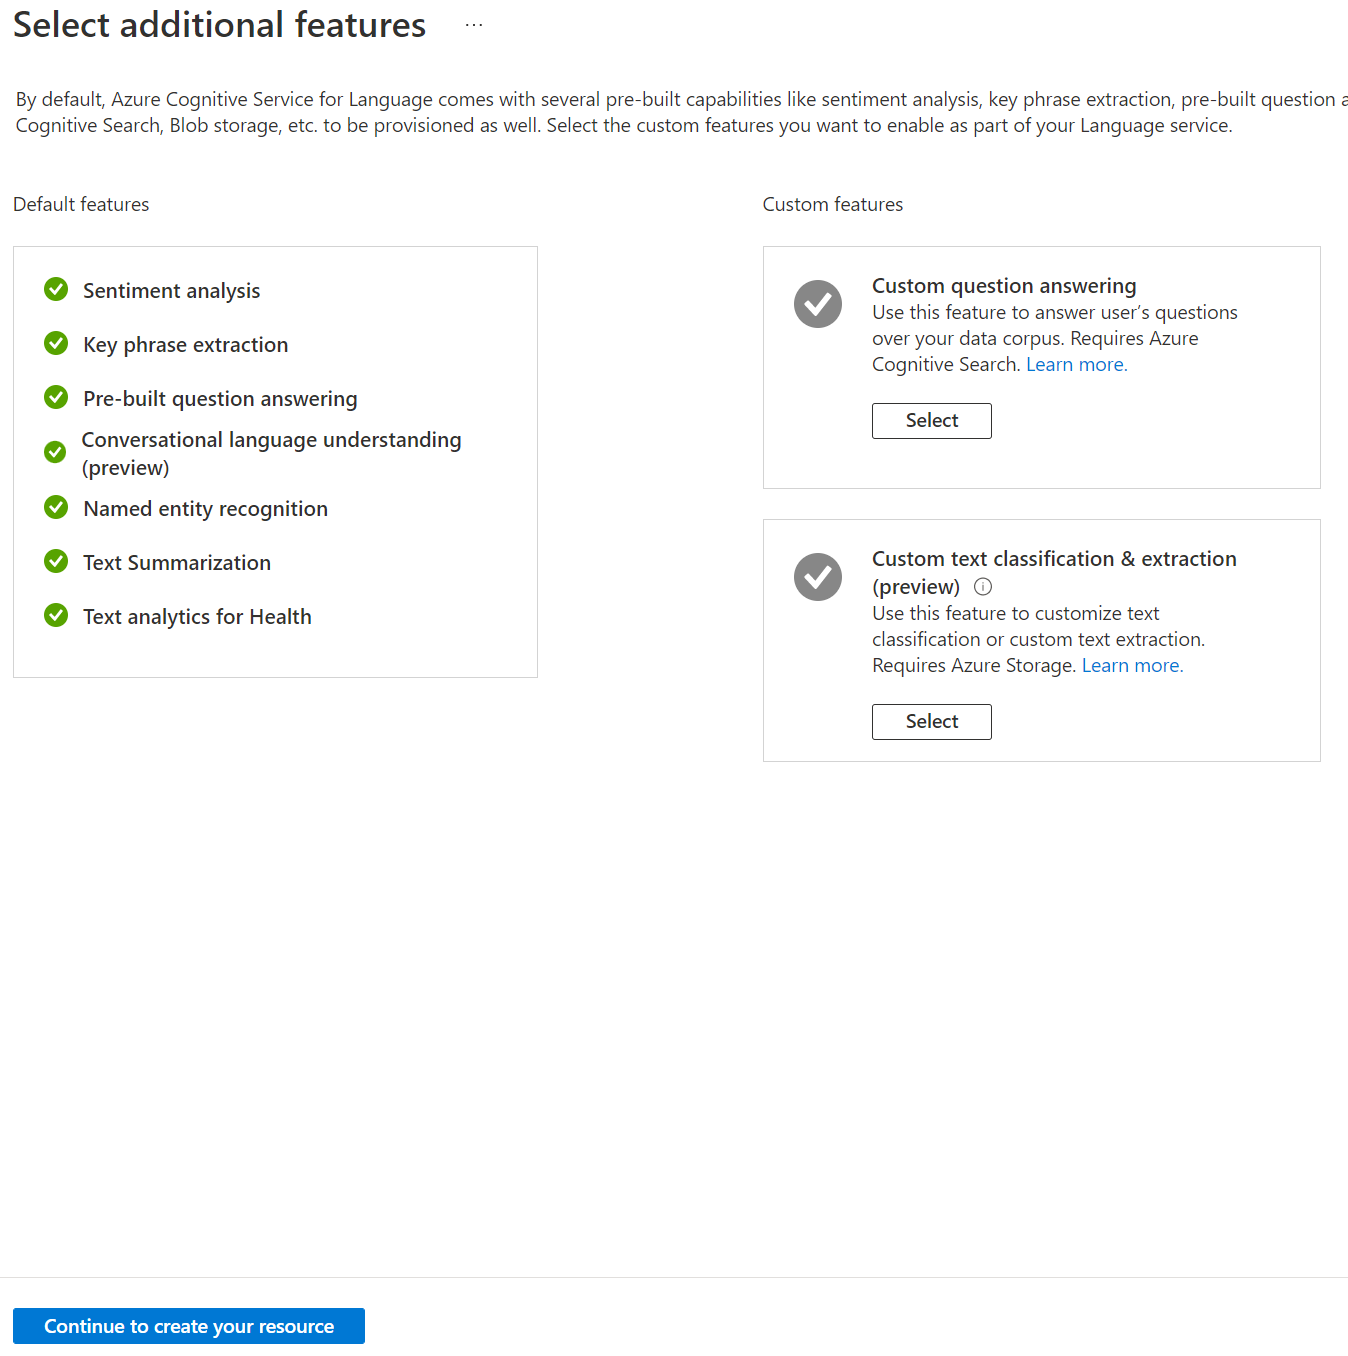 Select additional features ...
By default, Azure Cognitive Service for Language comes with several pre-built capabilities like sentiment analysis, key phrase extraction, pre-built question a
Cognitive Search, Blob storage, etc. to be provisioned as well. Select the custom features you want to enable as part of your Language service.
Default features
Sentiment analysis
Key phrase extraction
Pre-built question answering
Conversational language understanding
(preview)
Named entity recognition
Text Summarization
Text analytics for Health
Custom features
Custom question answering
Use this feature to answer user’s questions
over your data corpus. Requires Azure
Cognitive Search. Learn more.
Select
Custom text classification & extraction
(preview)
Use this feature to customize text
classification or custom text extraction.
Requires Azure Storage. Learn more.
Select
Continue to create your resource